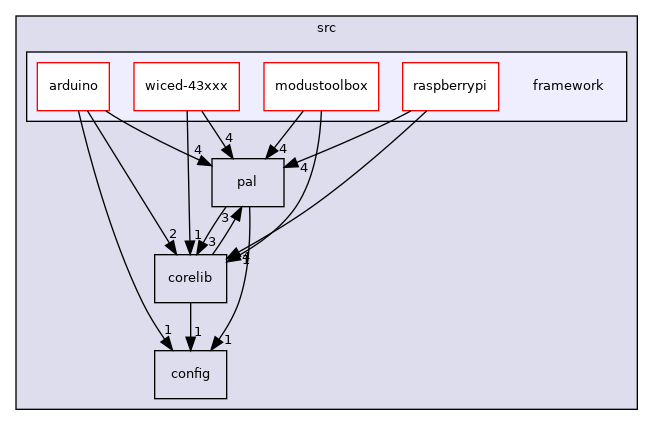 src
arduino
wiced-43xxx
modustoolbox
raspberrypi
framework
4
4
4
4
pal
3
2
1
3
corelib
1
1
1
1
config